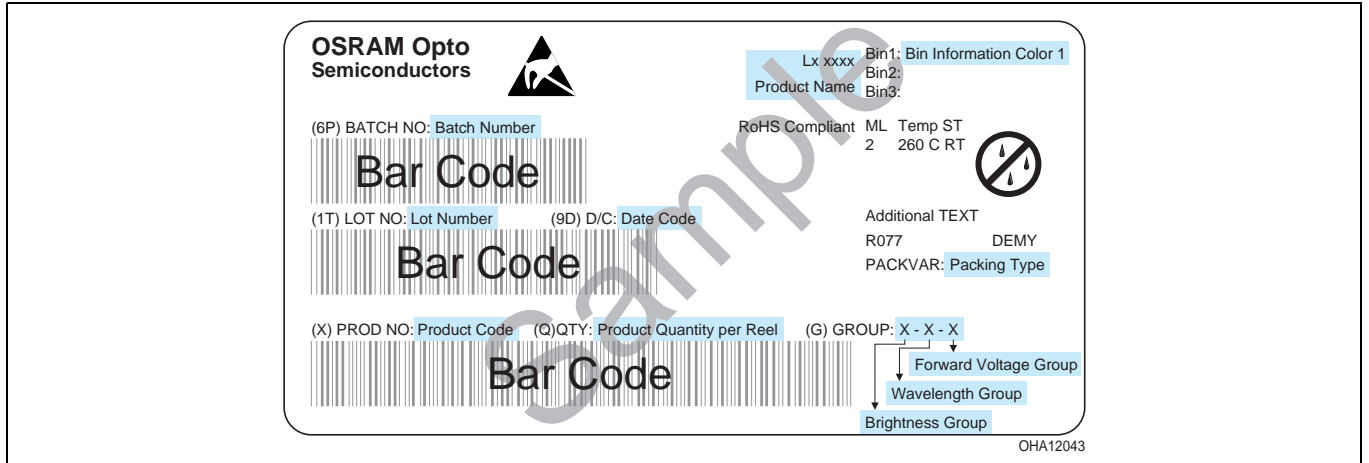 OSRAM Opto
Semiconductors
Lx xxxx
Product Name
Bin1: Bin Information Color 1
Bin2:
Bin3:
(6P) BATCH NO: Batch Number
Bar Code
RoHS Compliant
ML Temp ST
2 260 C RT
(1T) LOT NO: Lot Number (9D) D/C: Date Code
Bar Code
Additional TEXT
R077 DEMY
PACKVAR: Packing Type
(X) PROD NO: Product Code (Q)QTY: Product Quantity per Reel (G) GROUP: X - X - X
Bar Code
Forward Voltage Group
Wavelength Group
Brightness Group
Sample
OHA12043